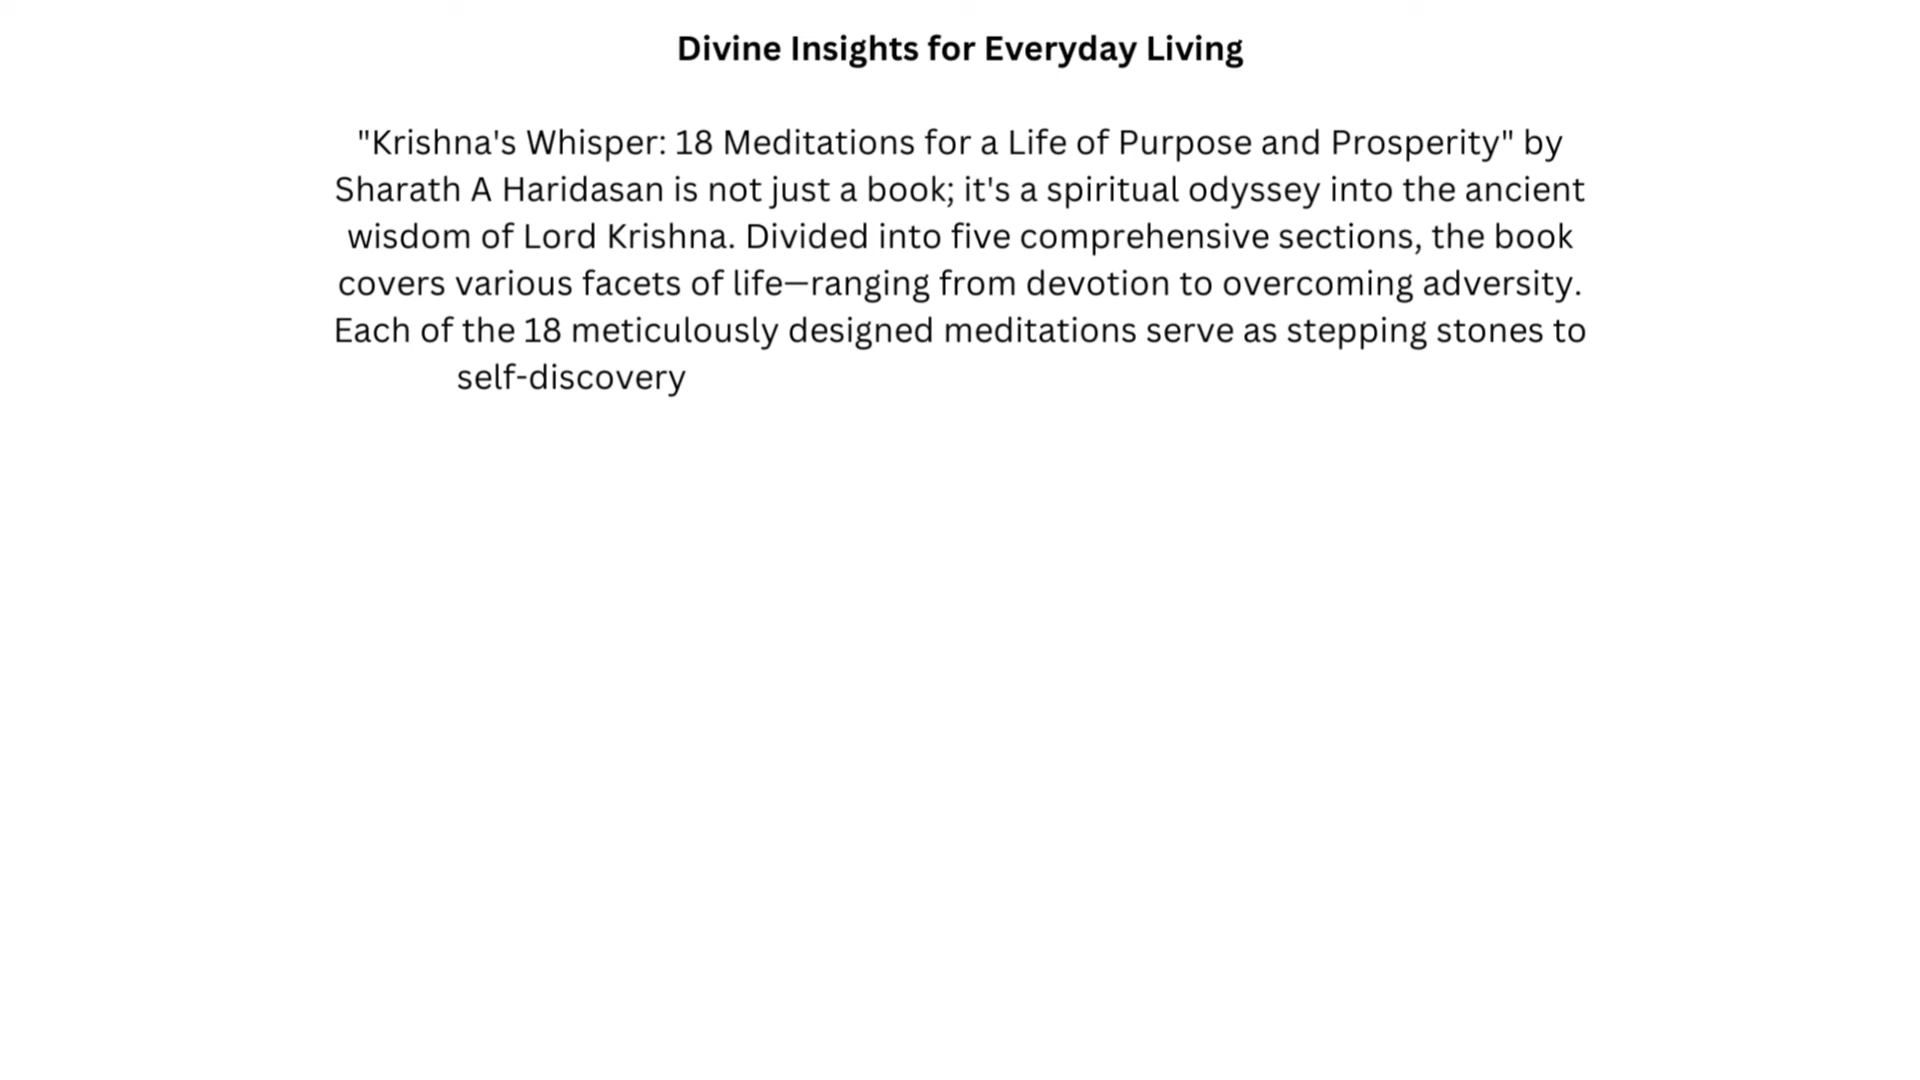 Divine Insights for Everyday Living
"Krishna's Whisper: 18 Meditations for a Life of Purpose and Prosperity" by
Sharath A Haridasan is not just a book; it's a spiritual odyssey into the ancient
wisdom of Lord Krishna. Divided into five comprehensive sections, the book
covers various facets of life—ranging from devotion to overcoming adversity.
Each of the 18 meticulously designed meditations serve as stepping stones to
self-discovery